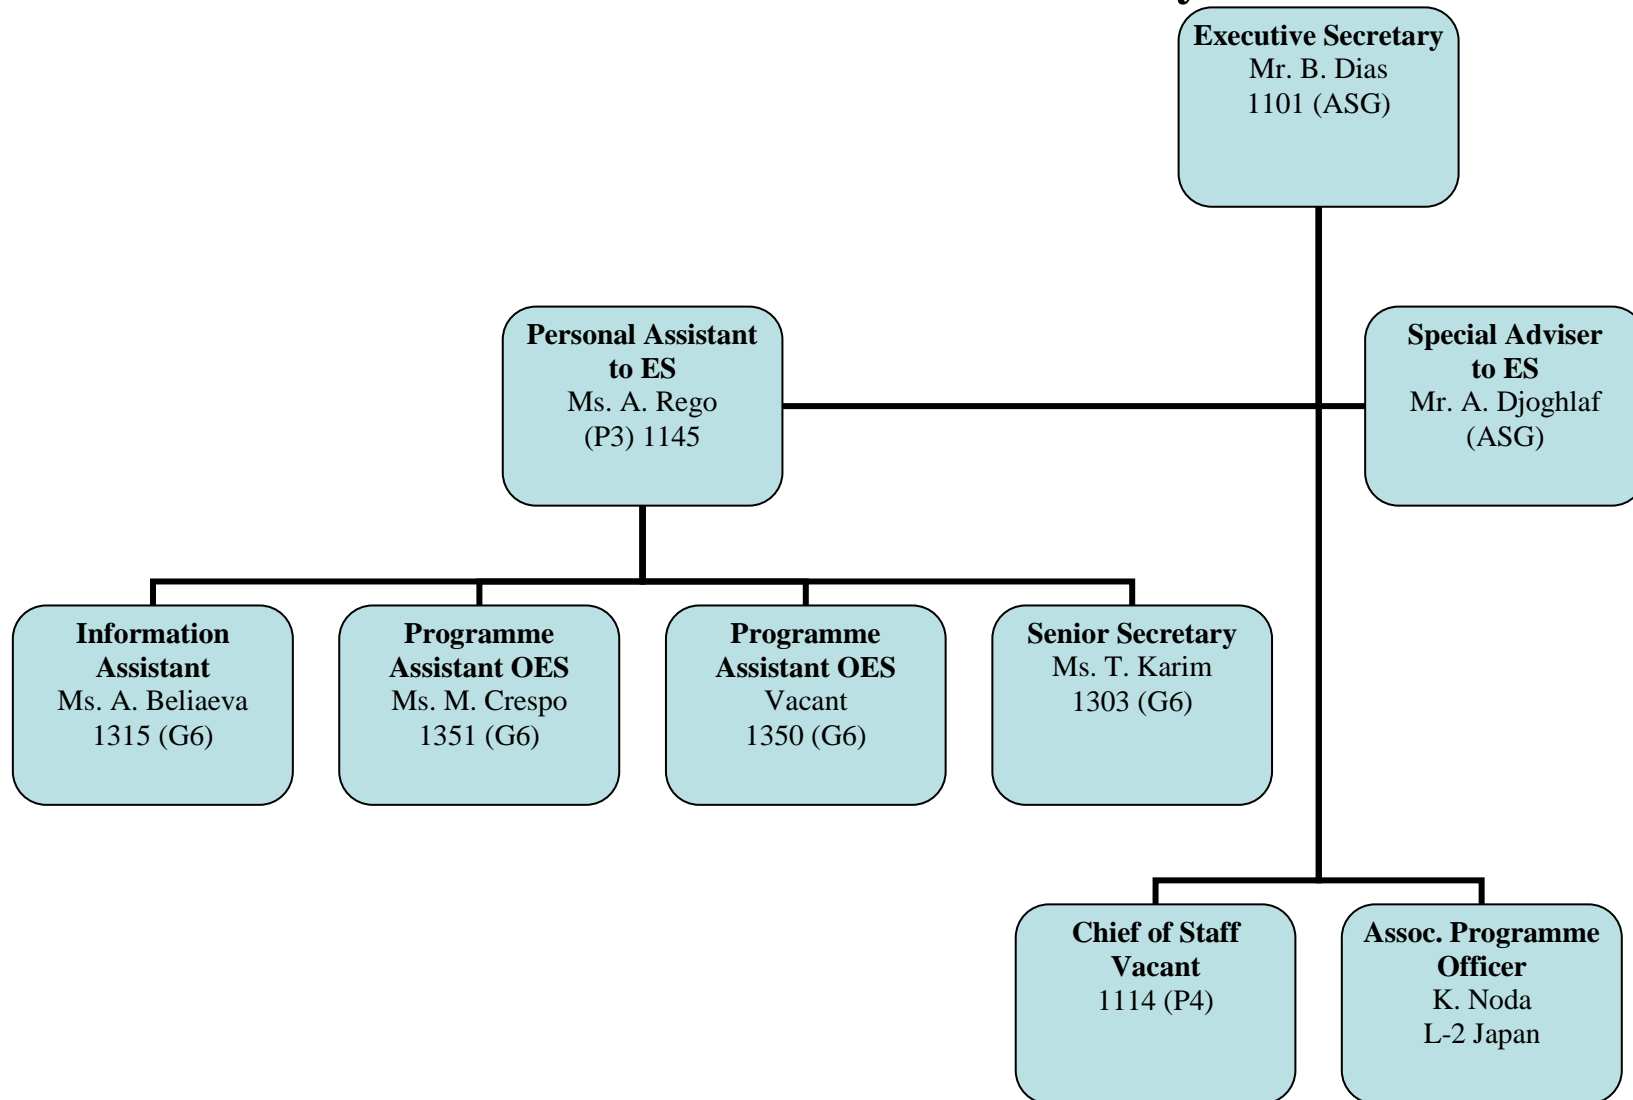 Executive Secretary
Mr. B. Dias
1101 (ASG)
Personal Assistant
to ES
Ms. A. Rego
(P3) 1145
Special Adviser
to ES
Mr. A. Djoghlaf
(ASG)
Information
Assistant
Ms. A. Beliaeva
1315 (G6)
Programme
Assistant OES
Ms. M. Crespo
1351 (G6)
Programme
Assistant OES
Vacant
1350 (G6)
Senior Secretary
Ms. T. Karim
1303 (G6)
Chief of Staff
Vacant
1114 (P4)
Assoc. Programme
Officer
K. Noda
L-2 Japan